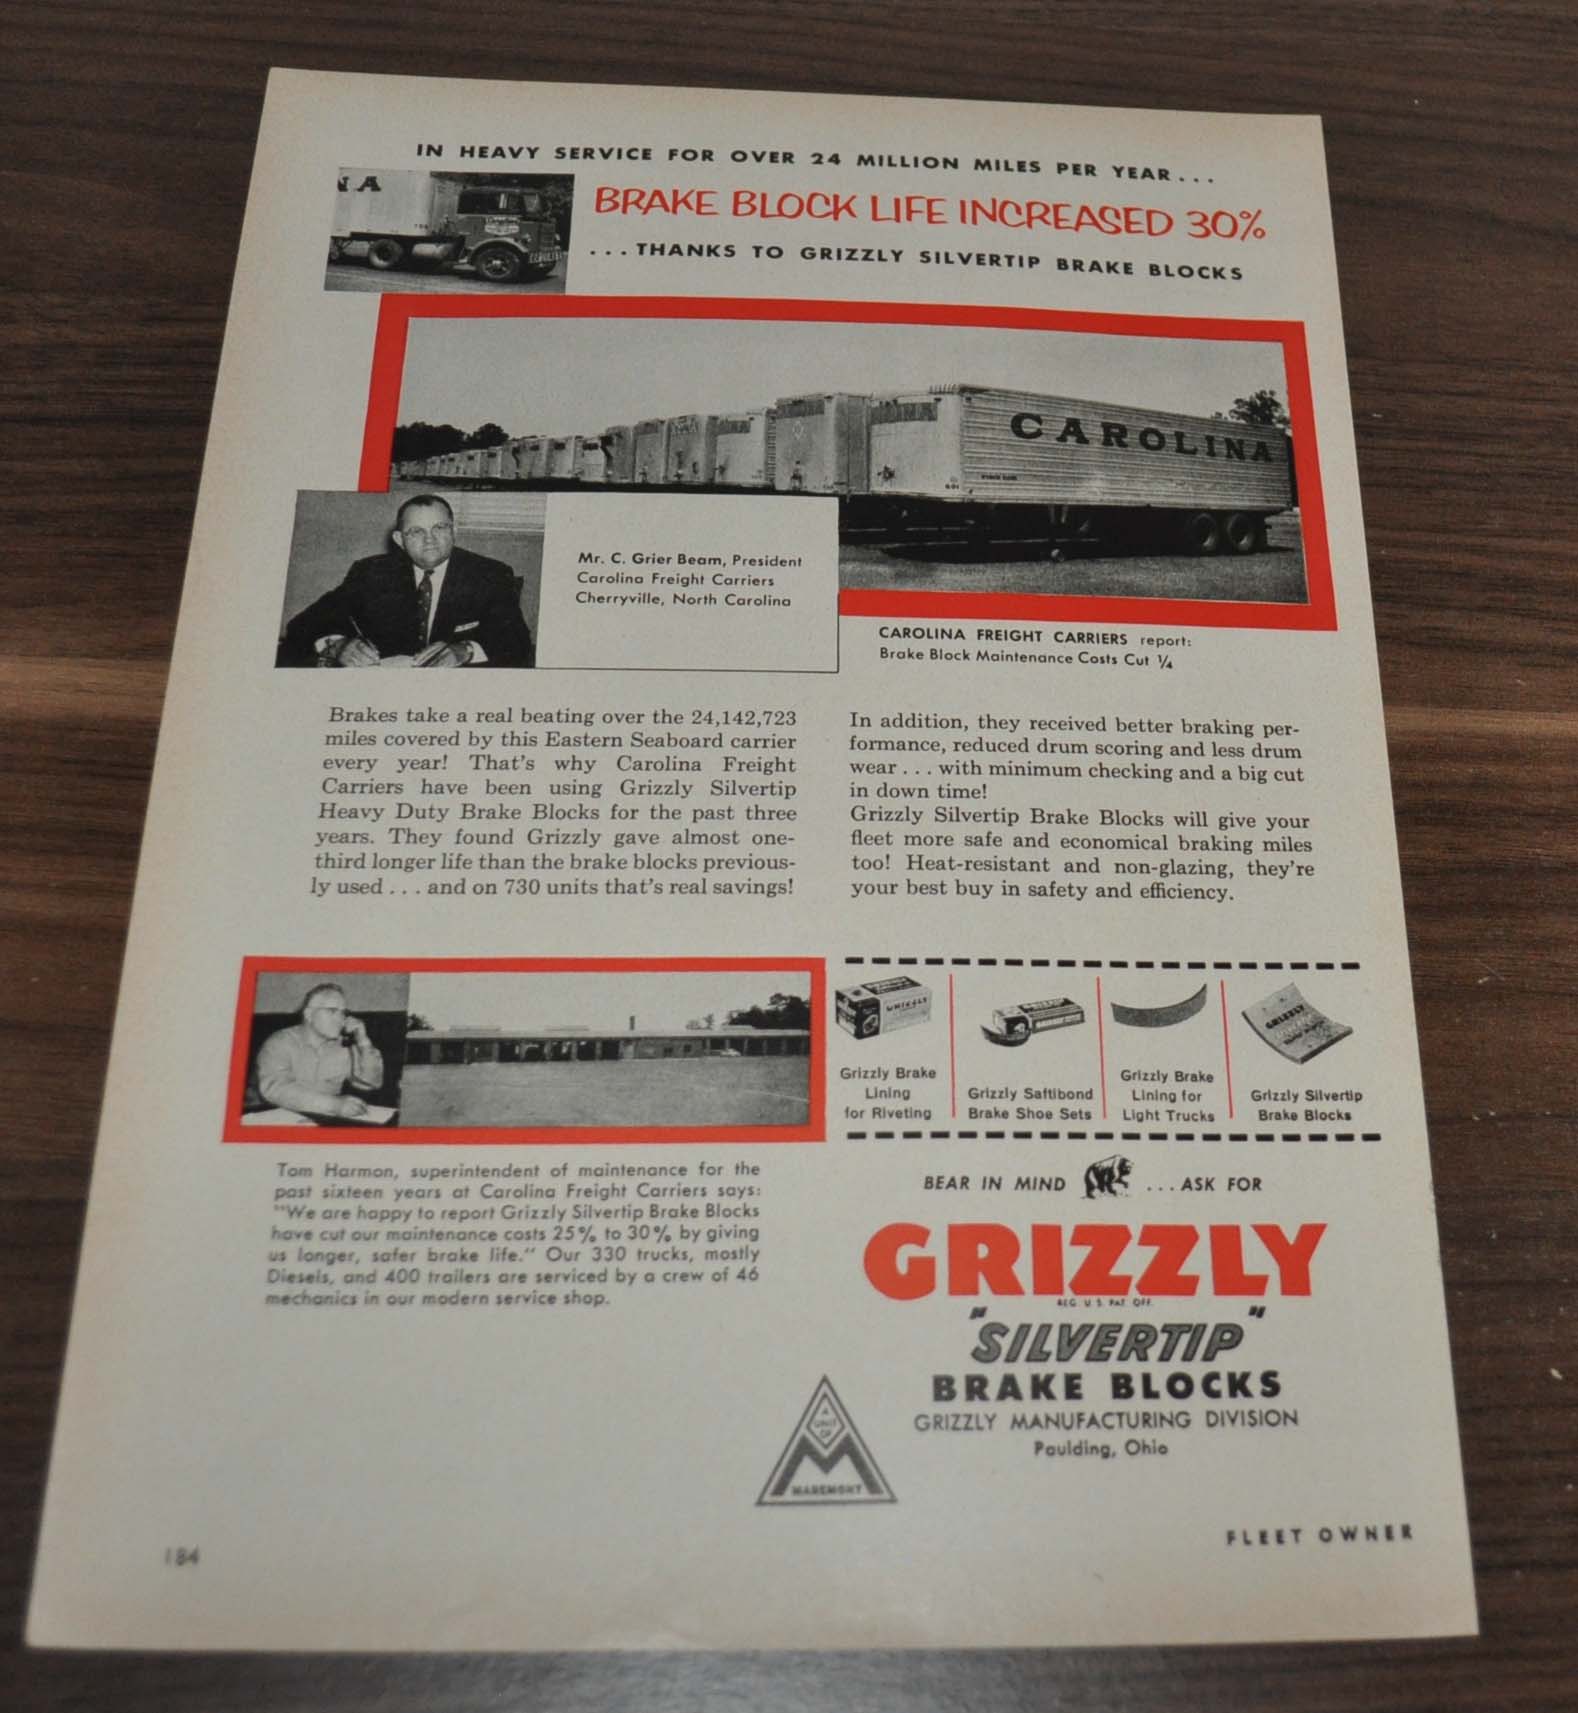 IN HEAVY SERVICE FOR OVER 24 MILLION MILES PER YEAR...
BRAKE BLOCK LIFE INCREASED 30%
...THANKS TO GRIZZLY SILVERTIP BRAKE BLOCKS
NA
CAROLINA
Mr. C. Grier Beam, President
Carolina Freight Carriers
Cherryville, North Carolina
CAROLINA FREIGHT CARRIERS report:
Brake Block Maintenance Costs Cut ¼
Brakes take a real beating over the 24,142,723
miles covered by this Eastern Seaboard carrier
every year! That's why Carolina Freight
Carriers have been using Grizzly Silvertip
Heavy Duty Brake Blocks for the past three
years. They found Grizzly gave almost one-
third longer life than the brake blocks previous-
ly used . . . and on 730 units that's real savings!
In addition, they received better braking per-
formance, reduced drum scoring and less drum
wear . . . with minimum checking and a big cut
in down time!
Grizzly Silvertip Brake Blocks will give your
fleet more safe and economical braking miles
too! Heat-resistant and non-glazing, they're
your best buy in safety and efficiency.
GRIZZLY
GRIZZLY
Grizzly Brake
Lining
for Riveting
Grizzly Saftibond
Brake Shoe Sets
Grizzly Brake
Lining for
Light Trucks
Grizzly Silvertip
Brake Blocks
Tom Harmon, superintendent of maintenance for the
past sixteen years at Carolina Freight Carriers says:
"We are happy to report Grizzly Silvertip Brake Blocks
have cut our maintenance costs 25% to 30% by giving
us longer, safer brake life." Our 330 trucks, mostly
Diesels, and 400 trailers are serviced by a crew of 46
mechanics in our modern service shop.
BEAR IN MIND ... ASK FOR
GRIZZLY
REG. U. S. PAT. OFF.
"SILVERTIP"
BRAKE BLOCKS
GRIZZLY MANUFACTURING DIVISION
Paulding, Ohio
A
UNIT
OF
M
MAREMONT
184
FLEET OWNER